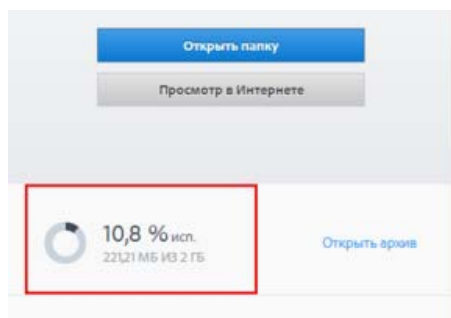 Открыть папку
Просмотр в Интернете
10,8 % исп.
221,21 МБ ИЗ 2 ГБ
Открыть архив